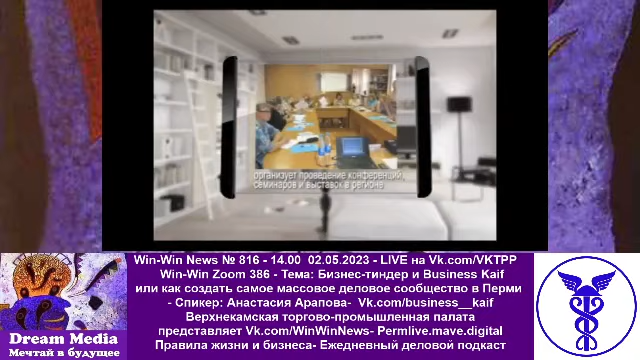 организует проведение конференций
семинаров и выставок в регионе
Win-Win News № 816 - 14.00 02.05.2023 - LIVE на Vk.com/VKTPP
Win-Win Zoom 386 - Тема: Бизнес-тиндер и Business Kaif
или как создать самое массовое деловое сообщество в Перми
- Спикер: Анастасия Арапова- Vk.com/business__kaif
Верхнекамская торгово-промышленная палата
представляет Vk.com/WinWinNews- Permlive.mave.digital
Правила жизни и бизнеса- Ежедневный деловой подкаст
Dream Media
Мечтай в будущее